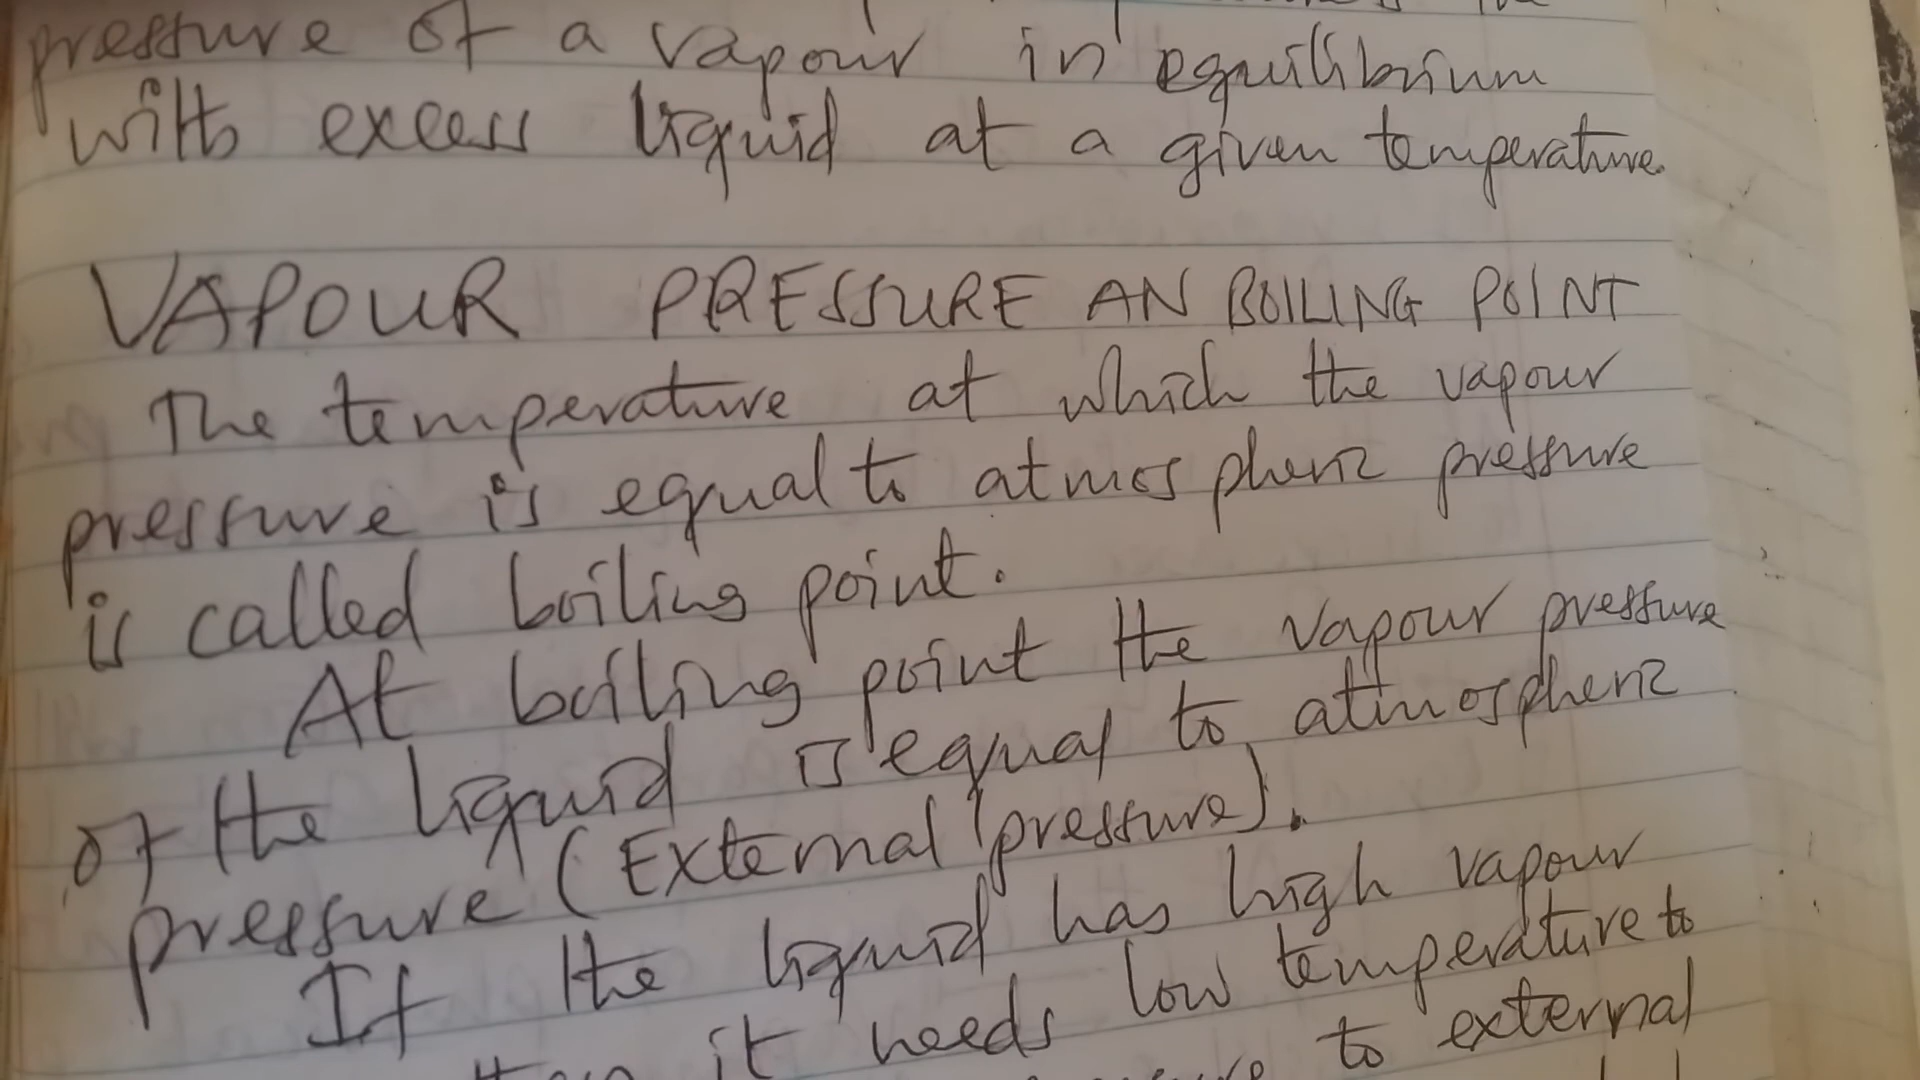 pressure of a vapour in equilibrium
with excess liquid at a given temperature.
VAPOUR PRESSURE AN BOILING POINT
The temperature at which the vapour
pressure is equal to atmospheric pressure
is called boiling point.
At boiling point the vapour pressure
of the liquid is equal to atmospheric
pressure (External pressure).
If the liquid has high vapour
it needs low temperature to
to external